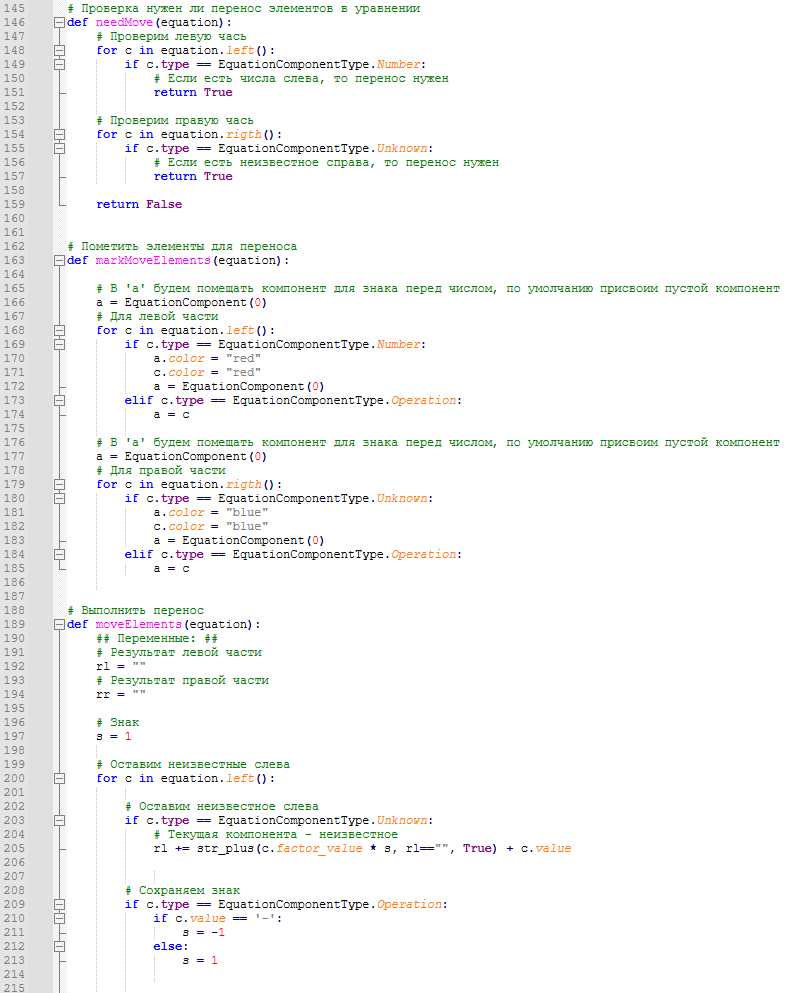 145 # Проверка нужен ли перенос элементов в уравнении
146 def needMove(equation):
147     # Проверим левую чась
148     for c in equation.left():
149         if c.type == EquationComponentType.Number:
150             # Если есть числа слева, то перенос нужен
151             return True
152
153     # Проверим правую чась
154     for c in equation.rigth():
155         if c.type == EquationComponentType.Unknown:
156             # Если есть неизвестное справа, то перенос нужен
157             return True
158
159     return False
160
161
162 # Пометить элементы для переноса
163 def markMoveElements(equation):
164
165     # В 'a' будем помещать компонент для знака перед числом, по умолчанию присвоим пустой компонент
166     a = EquationComponent(0)
167     # Для левой части
168     for c in equation.left():
169         if c.type == EquationComponentType.Number:
170             a.color = "red"
171             c.color = "red"
172             a = EquationComponent(0)
173         elif c.type == EquationComponentType.Operation:
174             a = c
175
176     # В 'a' будем помещать компонент для знака перед числом, по умолчанию присвоим пустой компонент
177     a = EquationComponent(0)
178     # Для правой части
179     for c in equation.rigth():
180         if c.type == EquationComponentType.Unknown:
181             a.color = "blue"
182             c.color = "blue"
183             a = EquationComponent(0)
184         elif c.type == EquationComponentType.Operation:
185             a = c
186
187
188 # Выполнить перенос
189 def moveElements(equation):
190     ## Переменные: ##
191     # Результат левой части
192     rl = ""
193     # Результат правой части
194     rr = ""
195
196     # Знак
197     s = 1
198
199     # Оставим неизвестные слева
200     for c in equation.left():
201
202         # Оставим неизвестное слева
203         if c.type == EquationComponentType.Unknown:
204             # Текущая компонента - неизвестное
205             rl += str_plus(c.factor_value * s, rl=="", True) + c.value
206
207
208         # Сохраняем знак
209         if c.type == EquationComponentType.Operation:
210             if c.value == '-':
211                 s = -1
212             else:
213                 s = 1
214
215